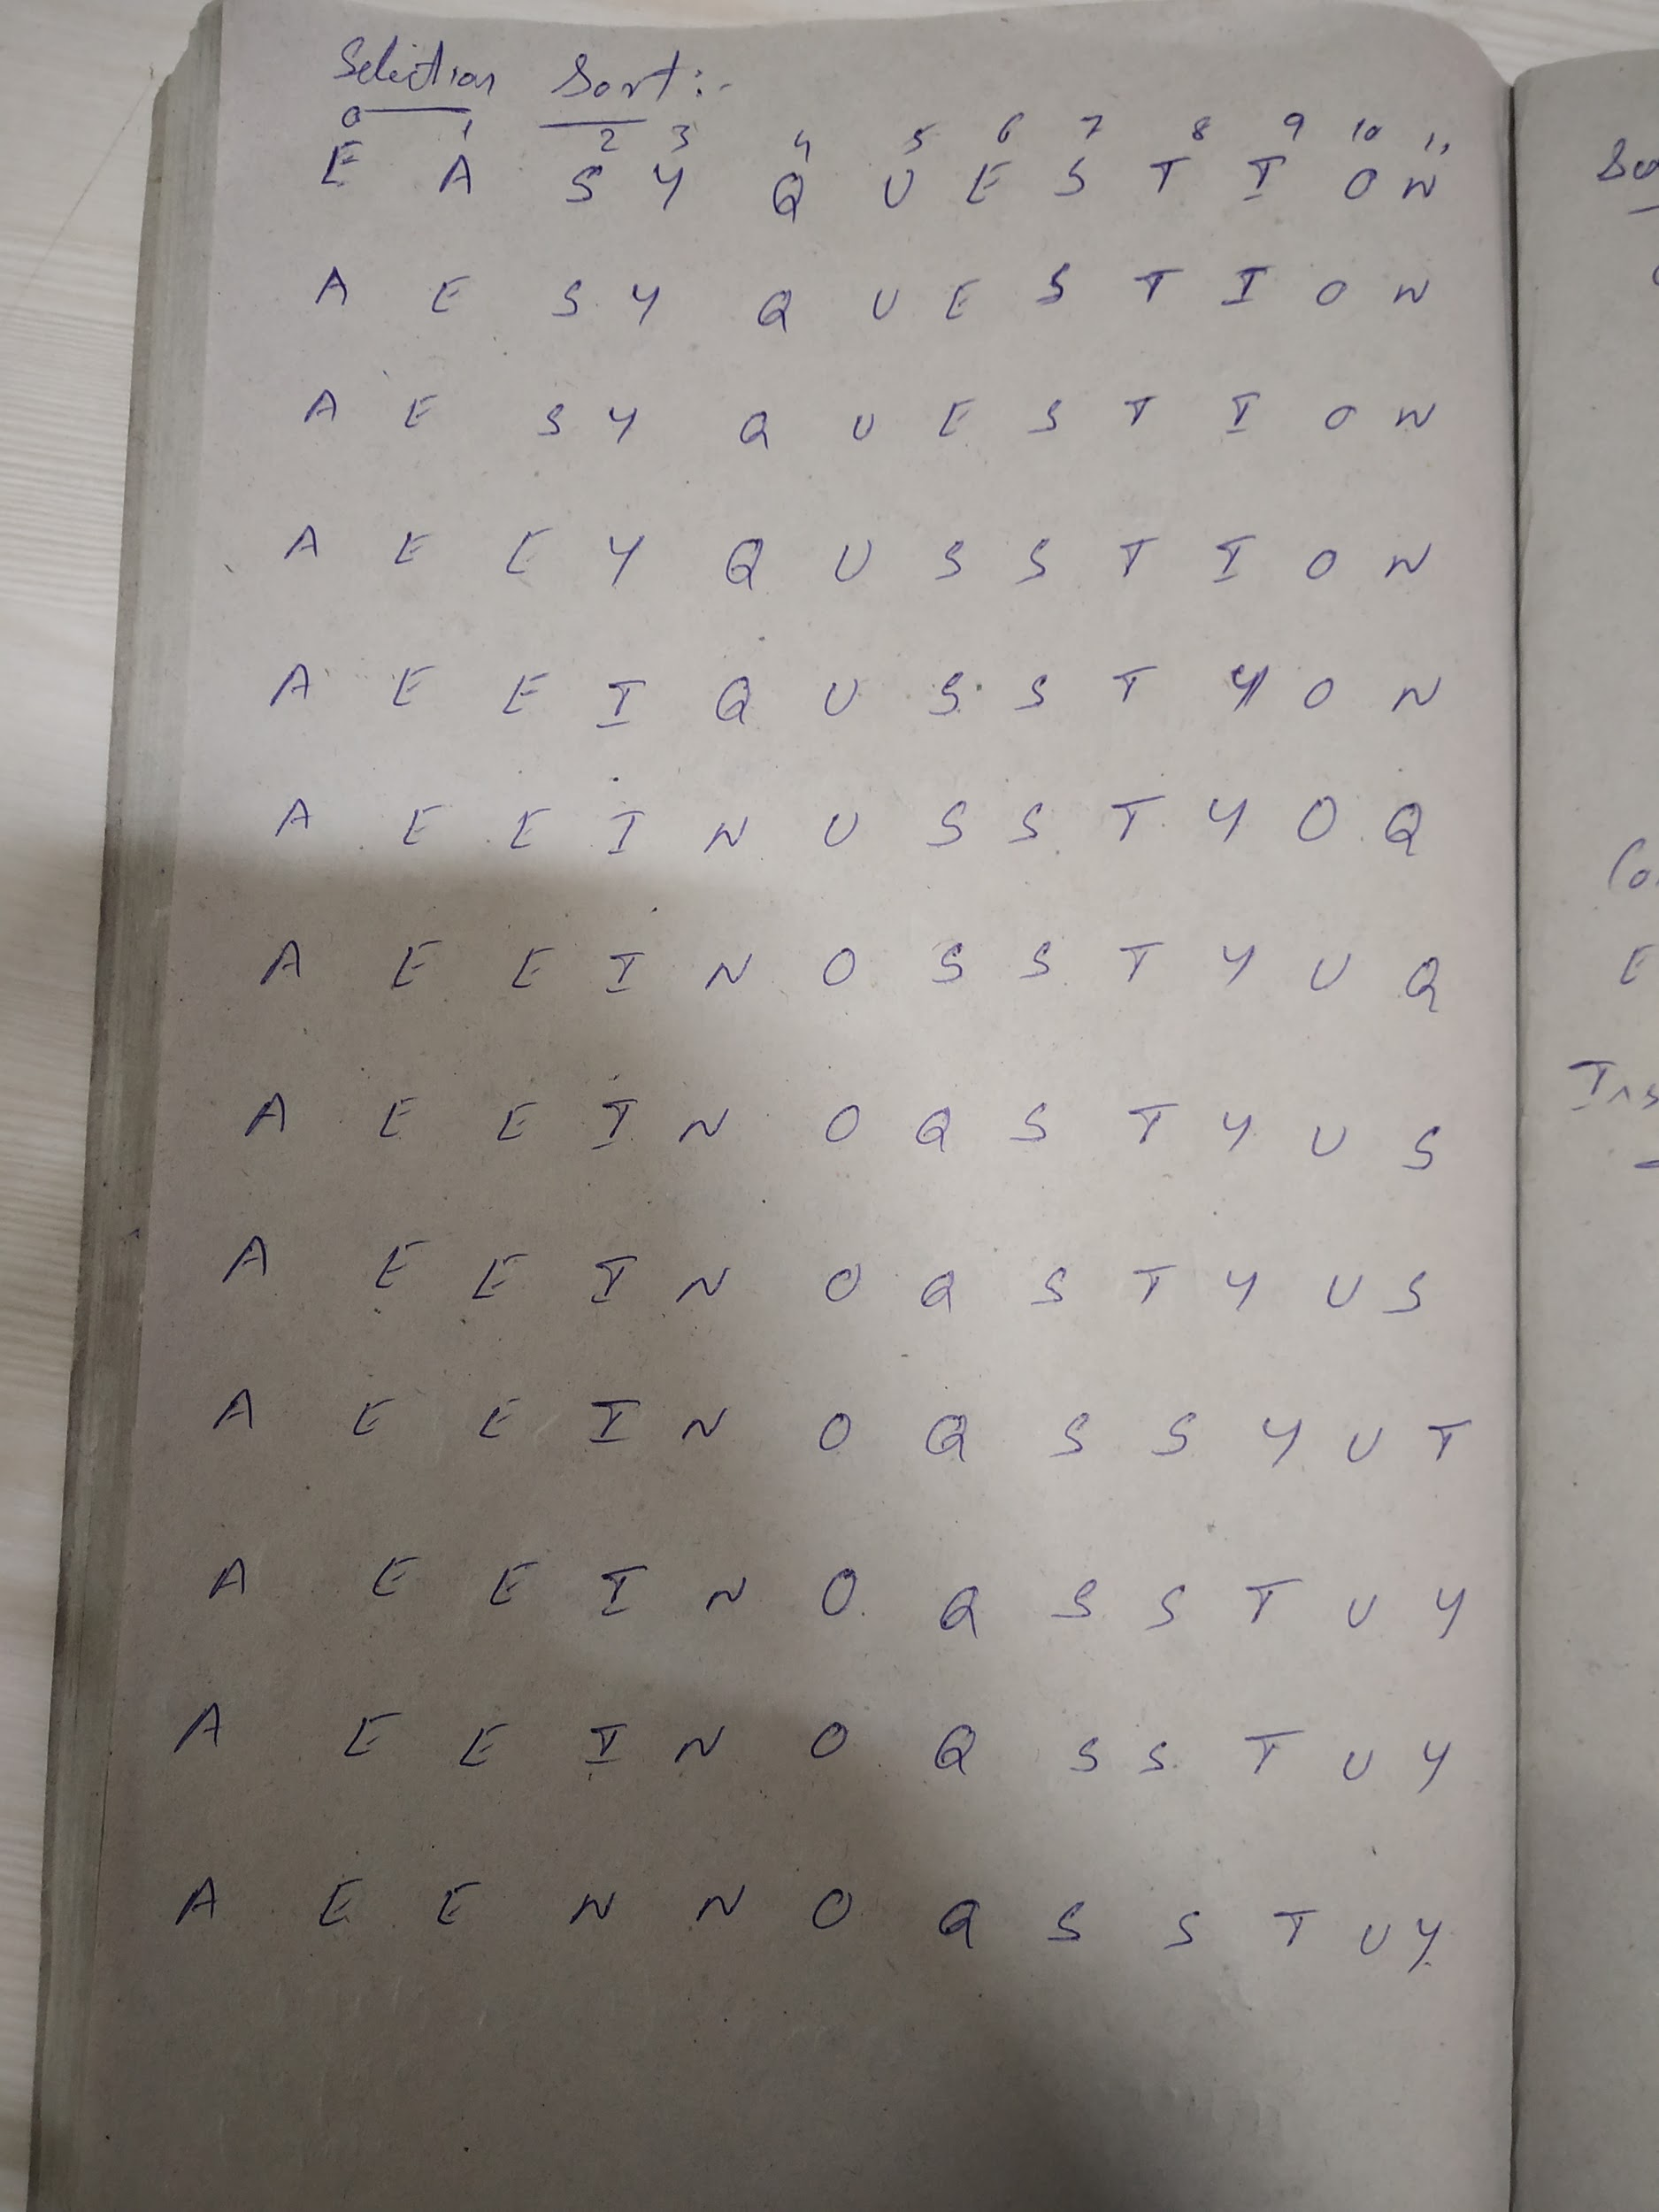 Selection Sort:-
0 1 2 3 4 5 6 7 8 9 10 11
E A S Y Q U E S T I O N
A E S Y Q U E S T I O N
A E S Y Q U E S T I O N
A E E Y Q U S S T I O N
A E E I Q U S S T Y O N
A E E I N U S S T Y O Q
A E E I N O S S T Y U Q
A E E I N O Q S T Y U S
A E E I N O Q S T Y U S
A E E I N O Q S S Y U T
A E E I N O Q S S T U Y
A E E I N O Q S S T U Y
A E E N N O Q S S T U Y
E